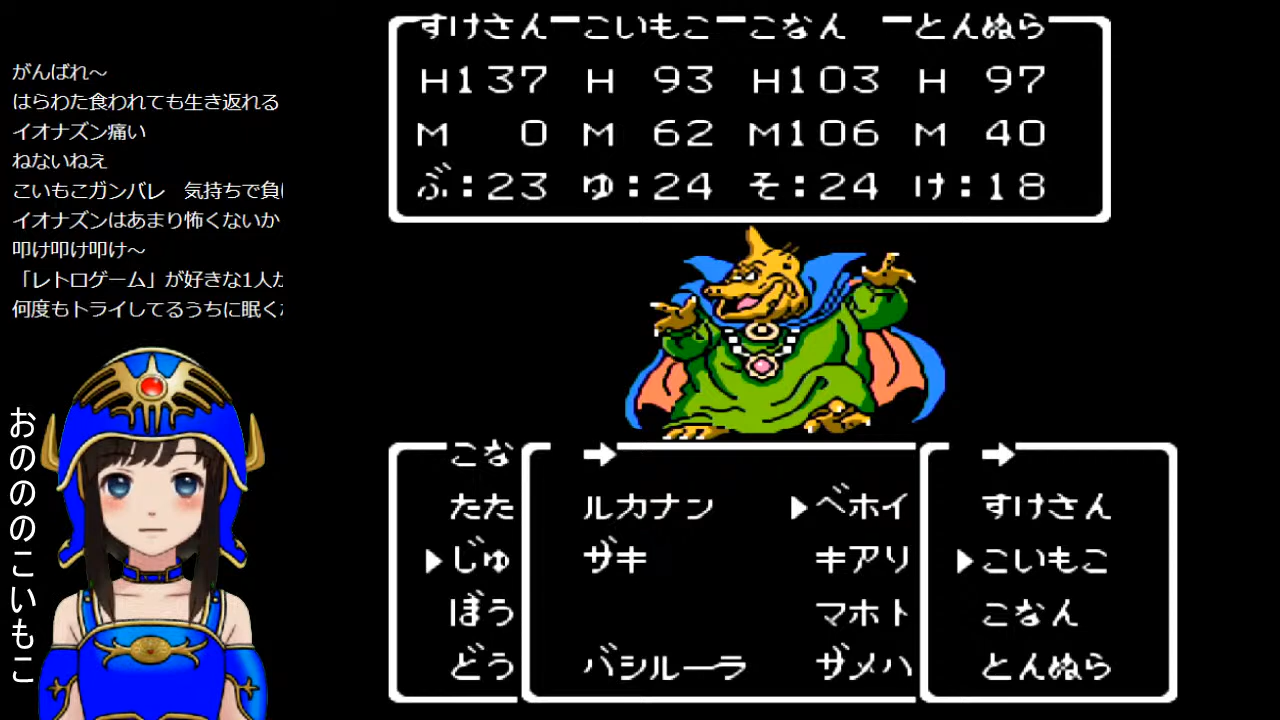 がんばれ～
はらわた食われても生き返れる
イオナズン痛い
ねないねえ
こいもこガンバレ　気持ちで負
イオナズンはあまり怖くないか
叩け叩け叩け～
「レトロゲーム」が好きな1人
何度もトライしてるうちに眠く
おのののこいもこ
すけさん こいもこ こなん とんぬら
H137 H 93 H103 H 97
M 0 M 62 M106 M 40
ぶ:23 ゆ:24 そ:24 け:18
こな
たた
▶じゅ
ぼう
どう
→
ルカナン ▶ベホイ
ザキ キアリ
マホト
バシルーラ ザメハ
→
すけさん
▶こいもこ
こなん
とんぬら